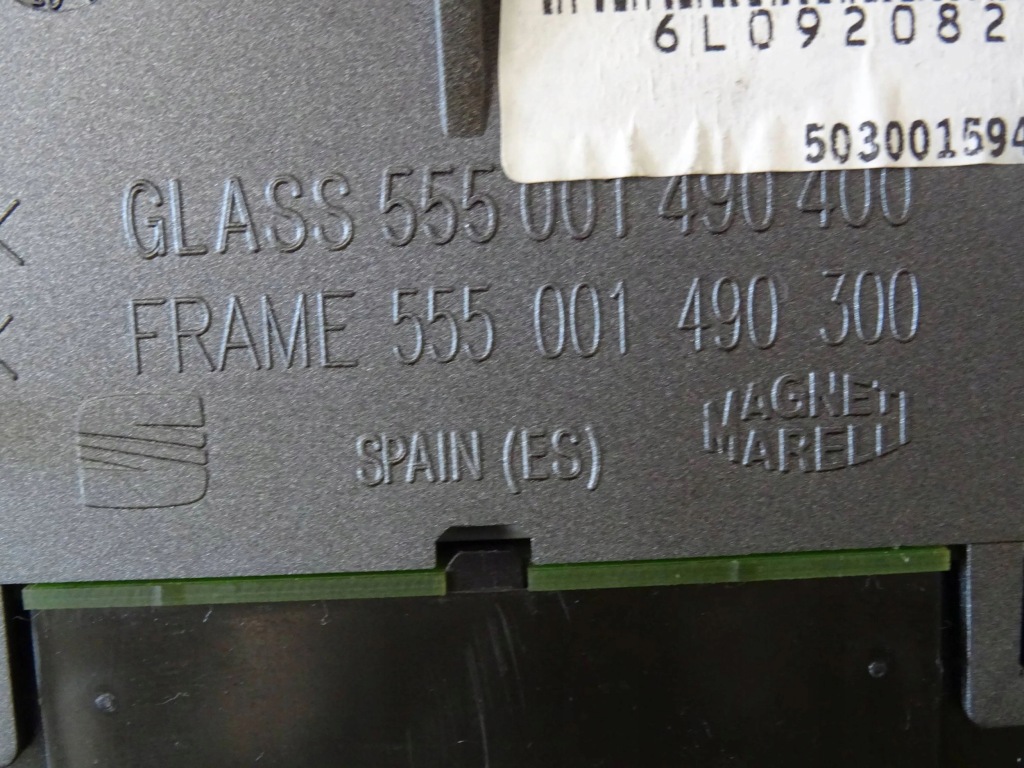 6L092082
503001594
GLASS 555 001 490 400
FRAME 555 001 490 300
SPAIN (ES)
MAGNETI
MARELLI